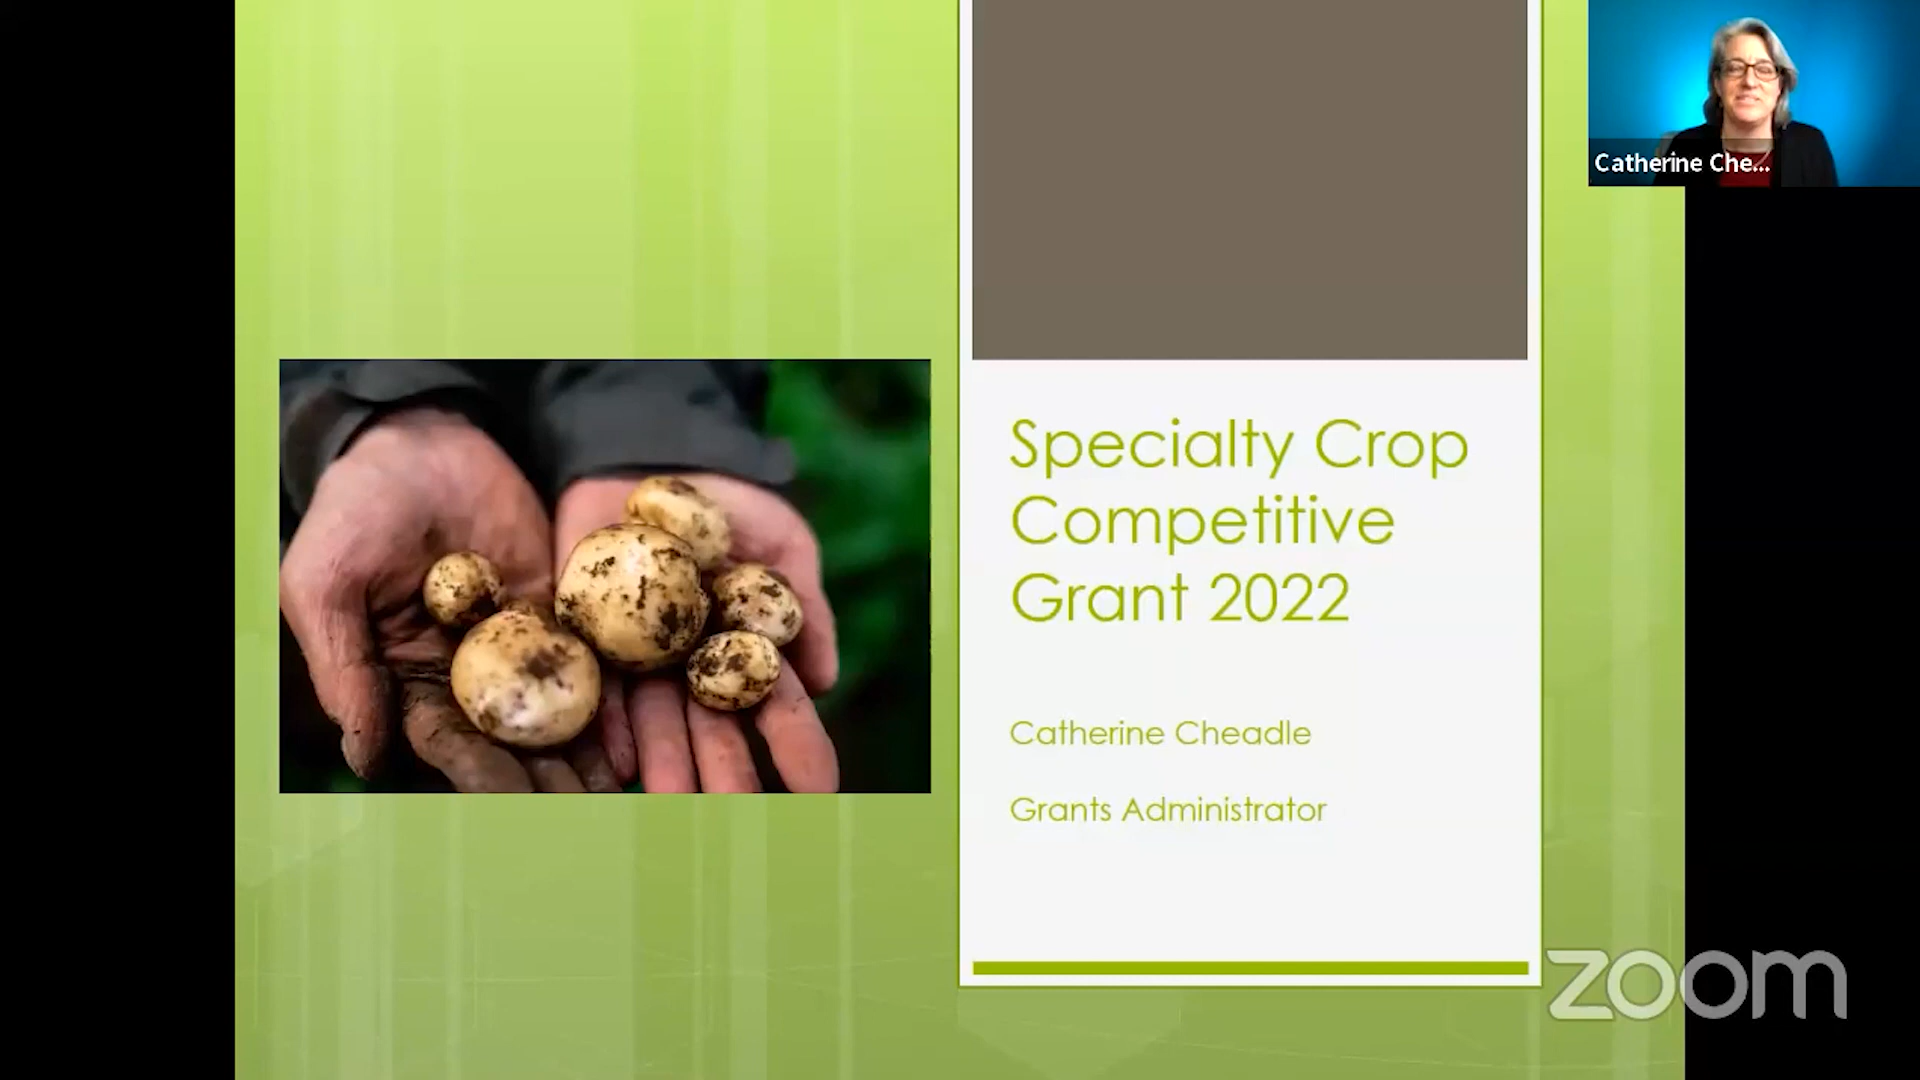 Catherine Che...
Specialty Crop
Competitive
Grant 2022
Catherine Cheadle
Grants Administrator
zoom